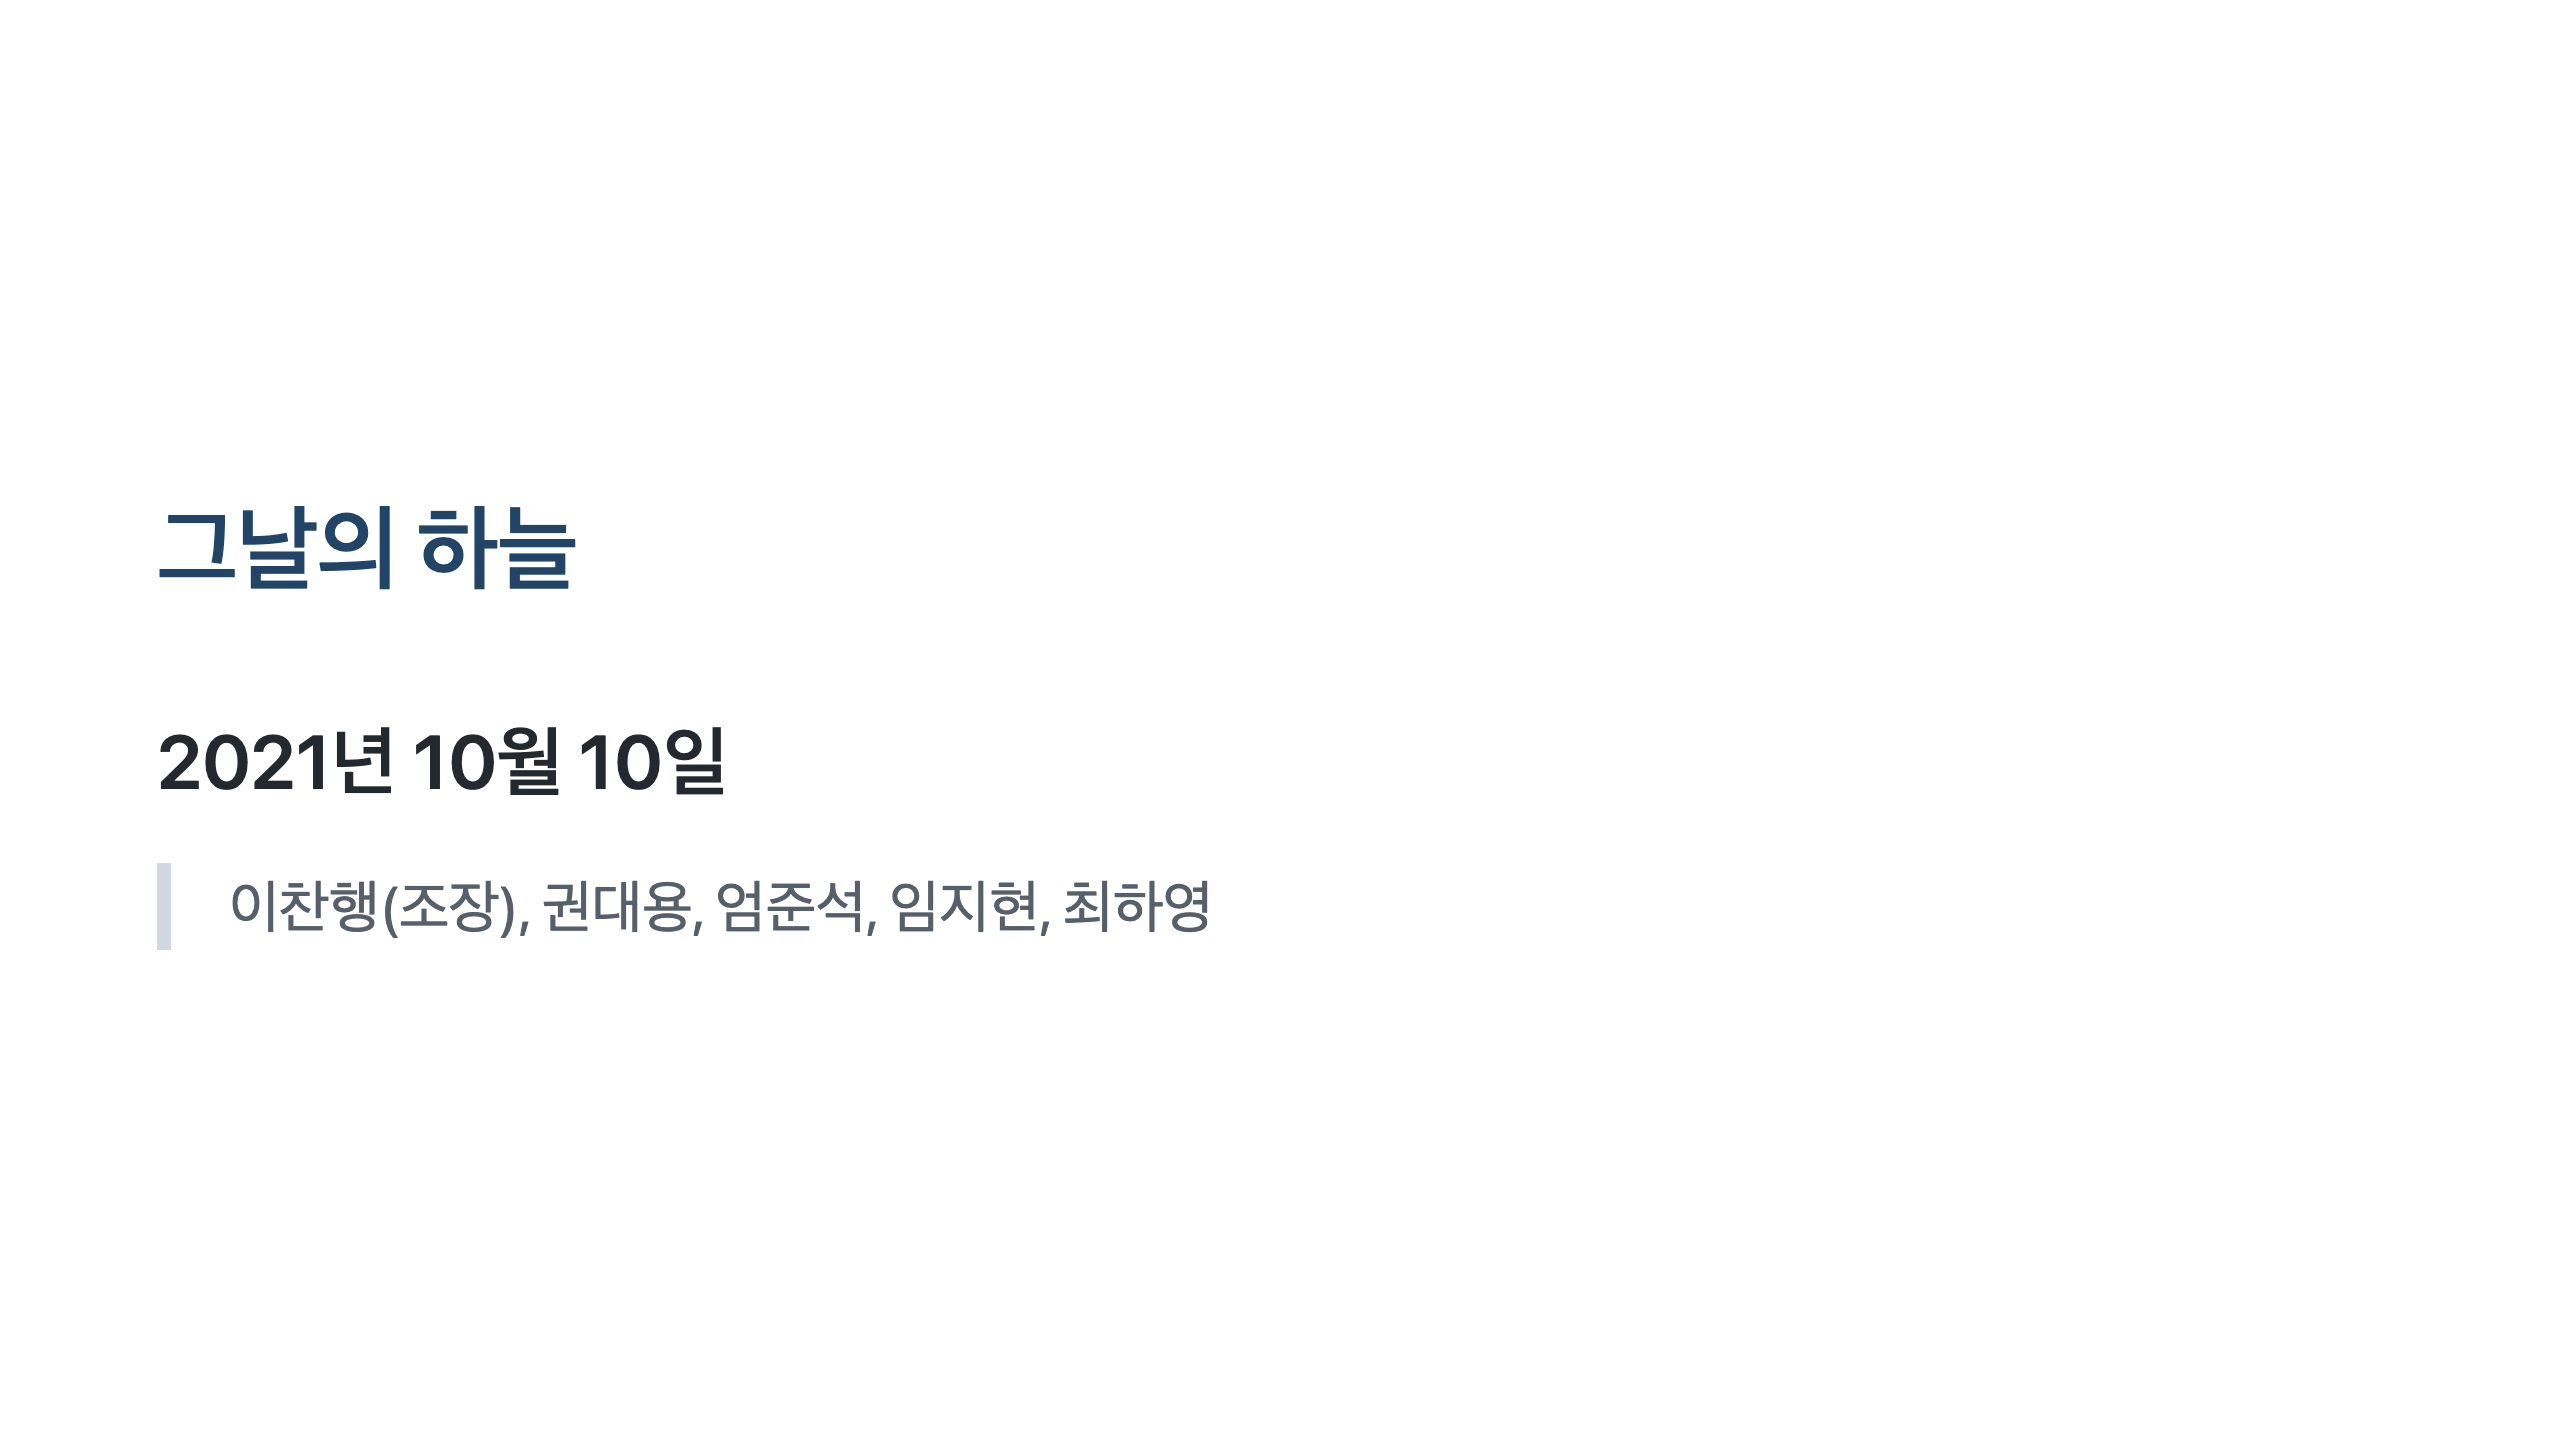 그날의 하늘
2021년 10월 10일
이찬행(조장), 권대용, 엄준석, 임지현, 최하영